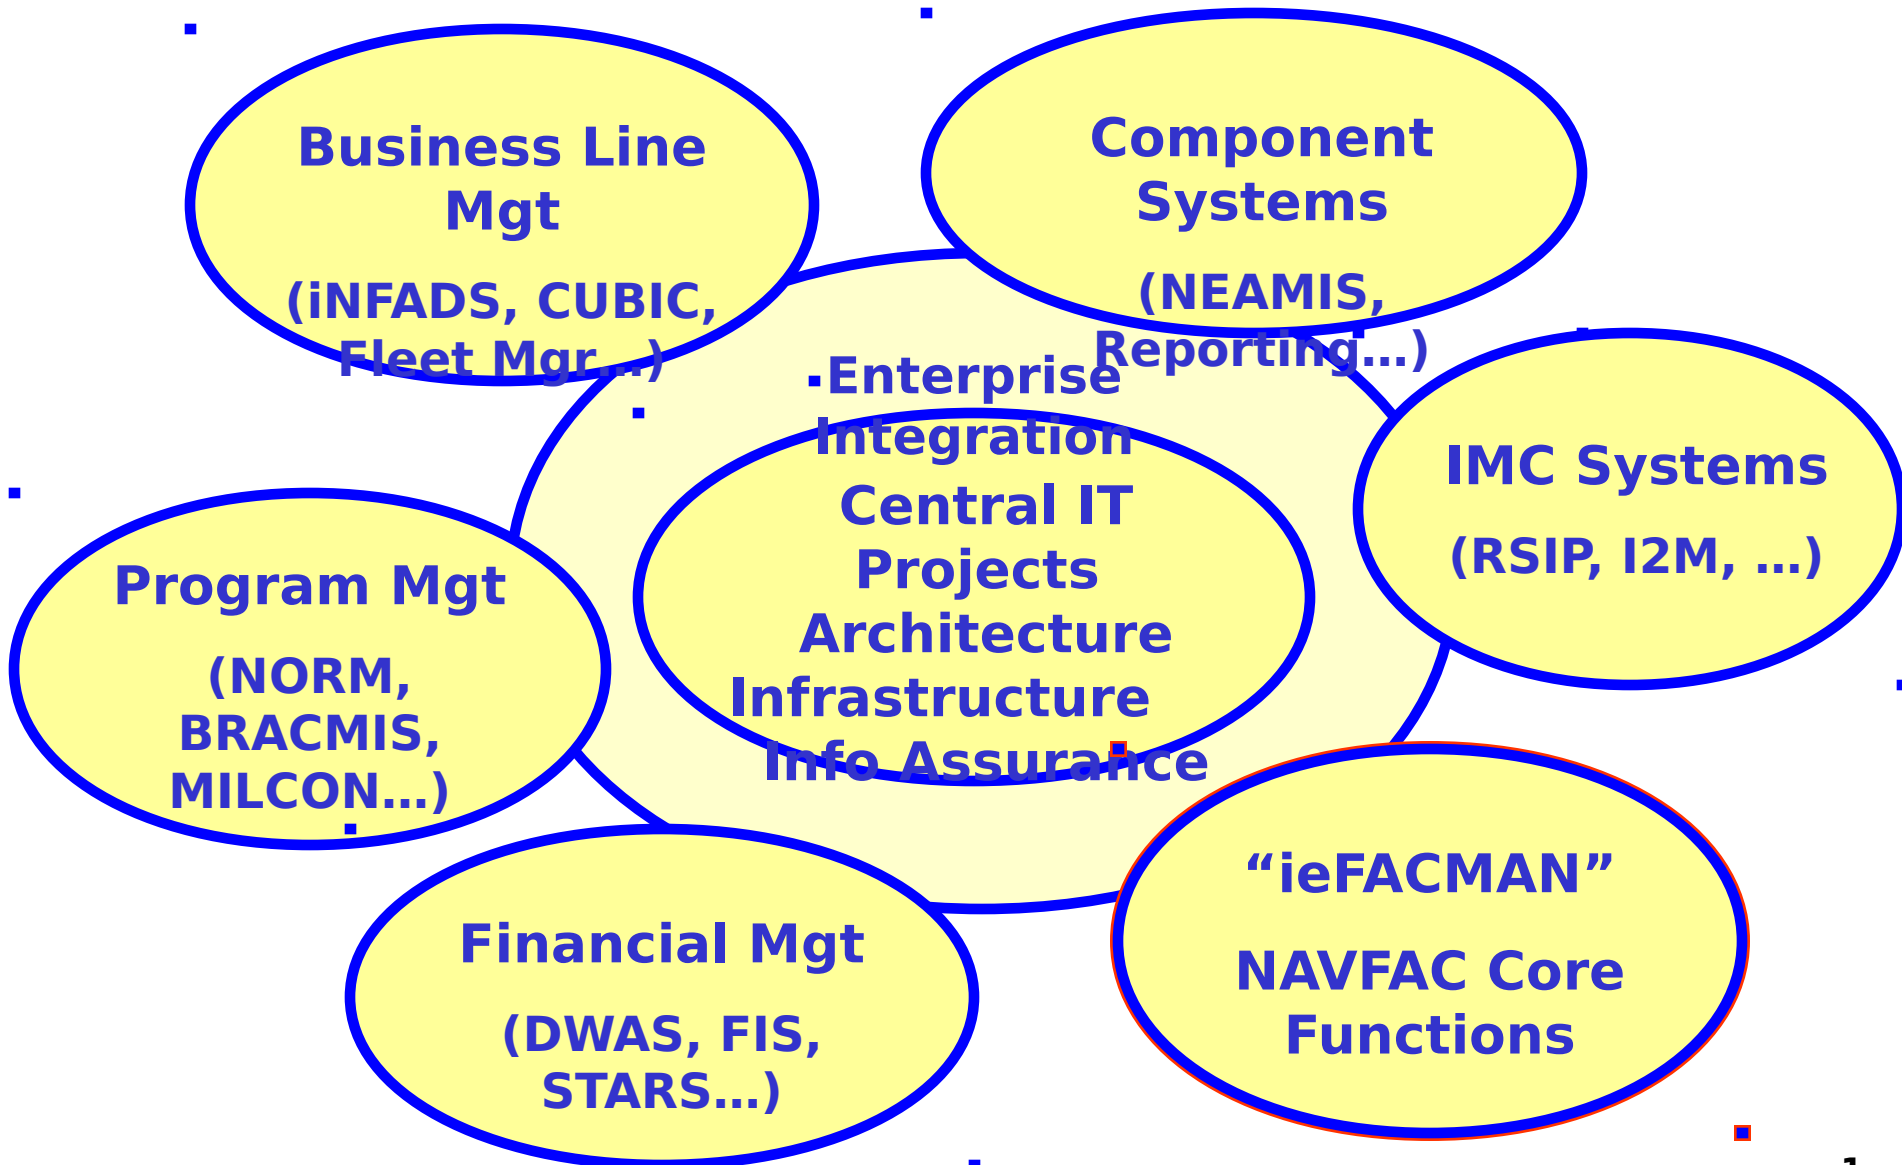 Business Line
Mgt
(iNFADS, CUBIC,
Fleet Mgr...)
Component
Systems
(NEAMIS,
Reporting...)
Enterprise
Integration
Central IT
Projects
Architecture
Infrastructure
Info Assurance
IMC Systems
(RSIP, I2M, ...)
Program Mgt
(NORM,
BRACMIS,
MILCON...)
Financial Mgt
(DWAS, FIS,
STARS...)
“ieFACMAN”
NAVFAC Core
Functions